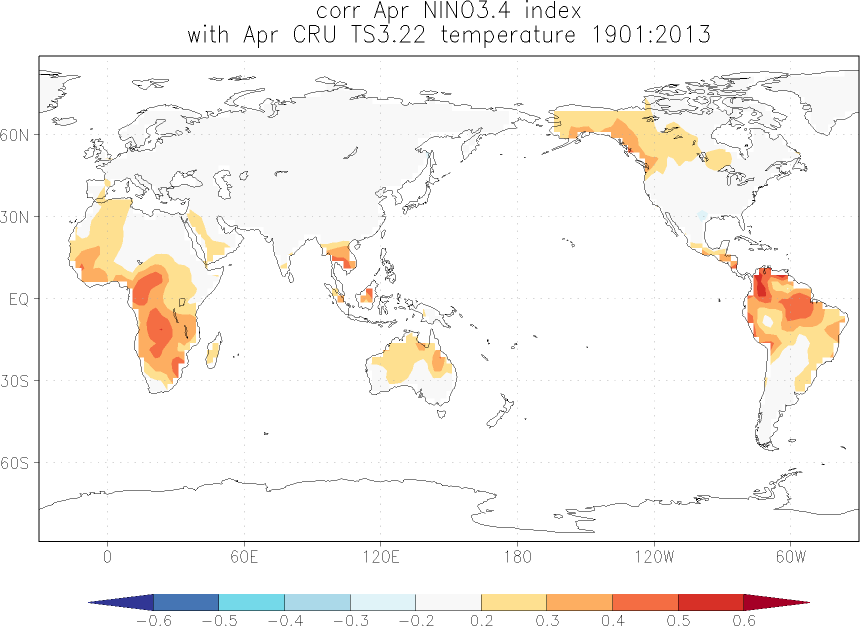 corr Apr NINO3.4 index
with Apr CRU TS3.22 temperature 1901:2013
60N
30N
EQ
30S
60S
0 60E 120E 180 120W 60W
−0.6 −0.5 −0.4 −0.3 −0.2 0.2 0.3 0.4 0.5 0.6